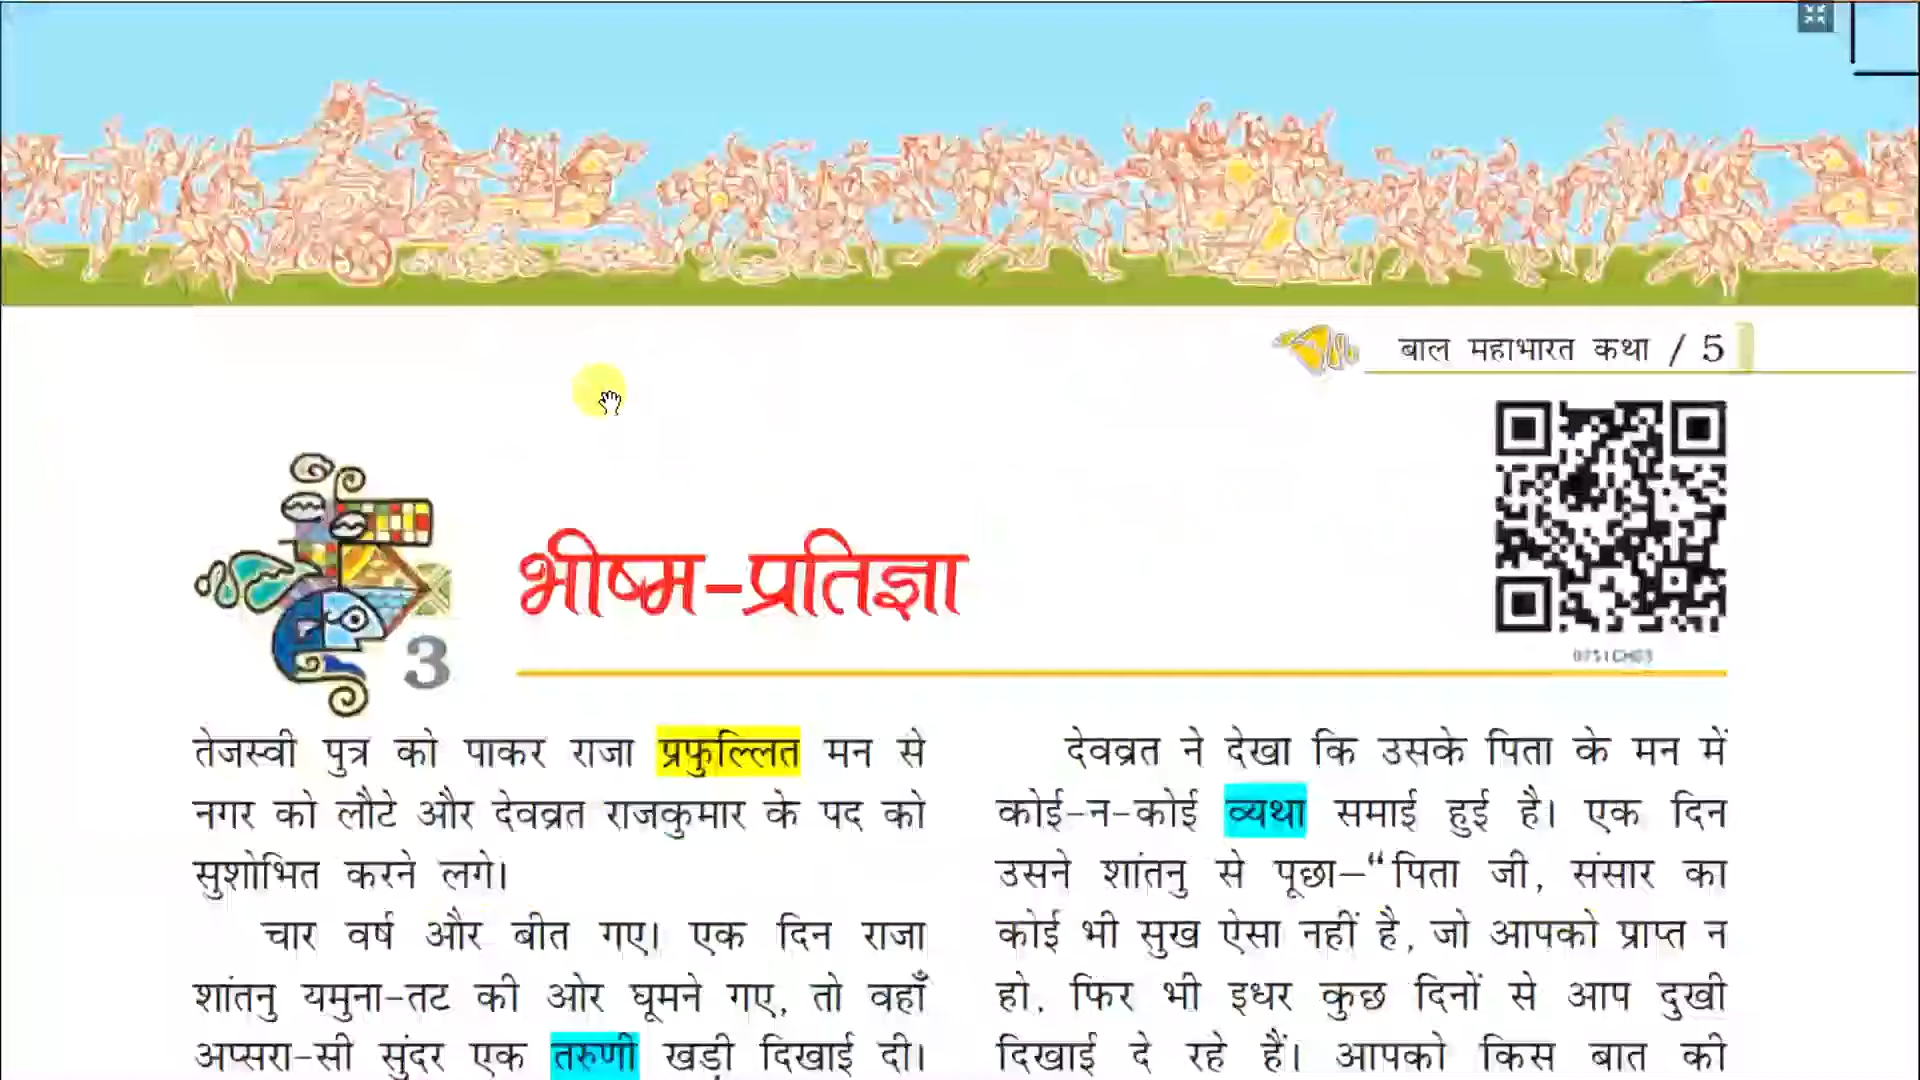 बाल महाभारत कथा / 5
भीष्म-प्रतिज्ञा
3
0751CH03
तेजस्वी पुत्र को पाकर राजा प्रफुल्लित मन से
नगर को लौटे और देवव्रत राजकुमार के पद को
सुशोभित करने लगे।
चार वर्ष और बीत गए। एक दिन राजा
शांतनु यमुना-तट की ओर घूमने गए, तो वहाँ
अप्सरा-सी सुंदर एक तरुणी खड़ी दिखाई दी।
देवव्रत ने देखा कि उसके पिता के मन में
कोई-न-कोई व्यथा समाई हुई है। एक दिन
उसने शांतनु से पूछा–“पिता जी, संसार का
कोई भी सुख ऐसा नहीं है, जो आपको प्राप्त न
हो, फिर भी इधर कुछ दिनों से आप दुखी
दिखाई दे रहे हैं। आपको किस बात की